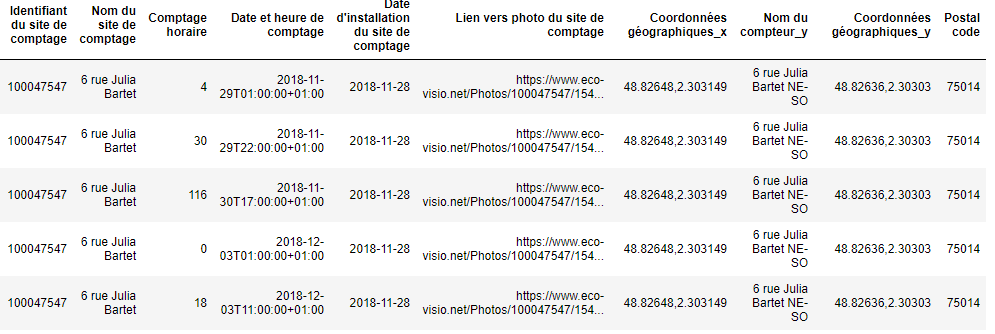 Identifiant du site de comptage | Nom du site de comptage | Comptage horaire | Date et heure de comptage | Date d'installation du site de comptage | Lien vers photo du site de comptage | Coordonnées géographiques_x | Nom du compteur_y | Coordonnées géographiques_y | Postal code
100047547 | 6 rue Julia Bartet | 4 | 2018-11-29T01:00:00+01:00 | 2018-11-28 | https://www.eco-visio.net/Photos/100047547/154... | 48.82648,2.303149 | 6 rue Julia Bartet NE-SO | 48.82636,2.30303 | 75014
100047547 | 6 rue Julia Bartet | 30 | 2018-11-29T22:00:00+01:00 | 2018-11-28 | https://www.eco-visio.net/Photos/100047547/154... | 48.82648,2.303149 | 6 rue Julia Bartet NE-SO | 48.82636,2.30303 | 75014
100047547 | 6 rue Julia Bartet | 116 | 2018-11-30T17:00:00+01:00 | 2018-11-28 | https://www.eco-visio.net/Photos/100047547/154... | 48.82648,2.303149 | 6 rue Julia Bartet NE-SO | 48.82636,2.30303 | 75014
100047547 | 6 rue Julia Bartet | 0 | 2018-12-03T01:00:00+01:00 | 2018-11-28 | https://www.eco-visio.net/Photos/100047547/154... | 48.82648,2.303149 | 6 rue Julia Bartet NE-SO | 48.82636,2.30303 | 75014
100047547 | 6 rue Julia Bartet | 18 | 2018-12-03T11:00:00+01:00 | 2018-11-28 | https://www.eco-visio.net/Photos/100047547/154... | 48.82648,2.303149 | 6 rue Julia Bartet NE-SO | 48.82636,2.30303 | 75014